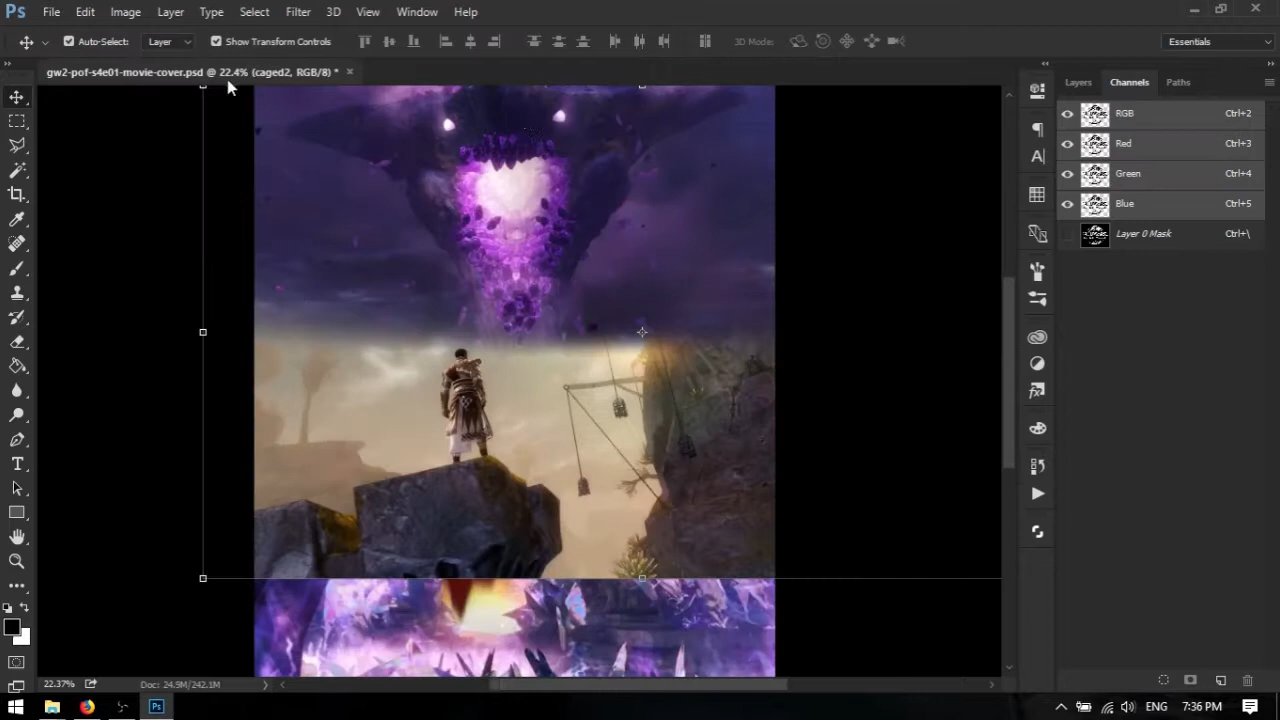 Ps File Edit Image Layer Type Select Filter 3D View Window Help
Auto-Select: Layer Show Transform Controls 3D Mode: Essentials
gw2-pof-s4e01-movie-cover.psd @ 22.4% (caged2, RGB/8) *
Layers Channels Paths
RGB Ctrl+2
Red Ctrl+3
Green Ctrl+4
Blue Ctrl+5
Layer 0 Mask Ctrl+\
22.37% Doc: 24.9M/242.1M
Ps ENG 7:36 PM